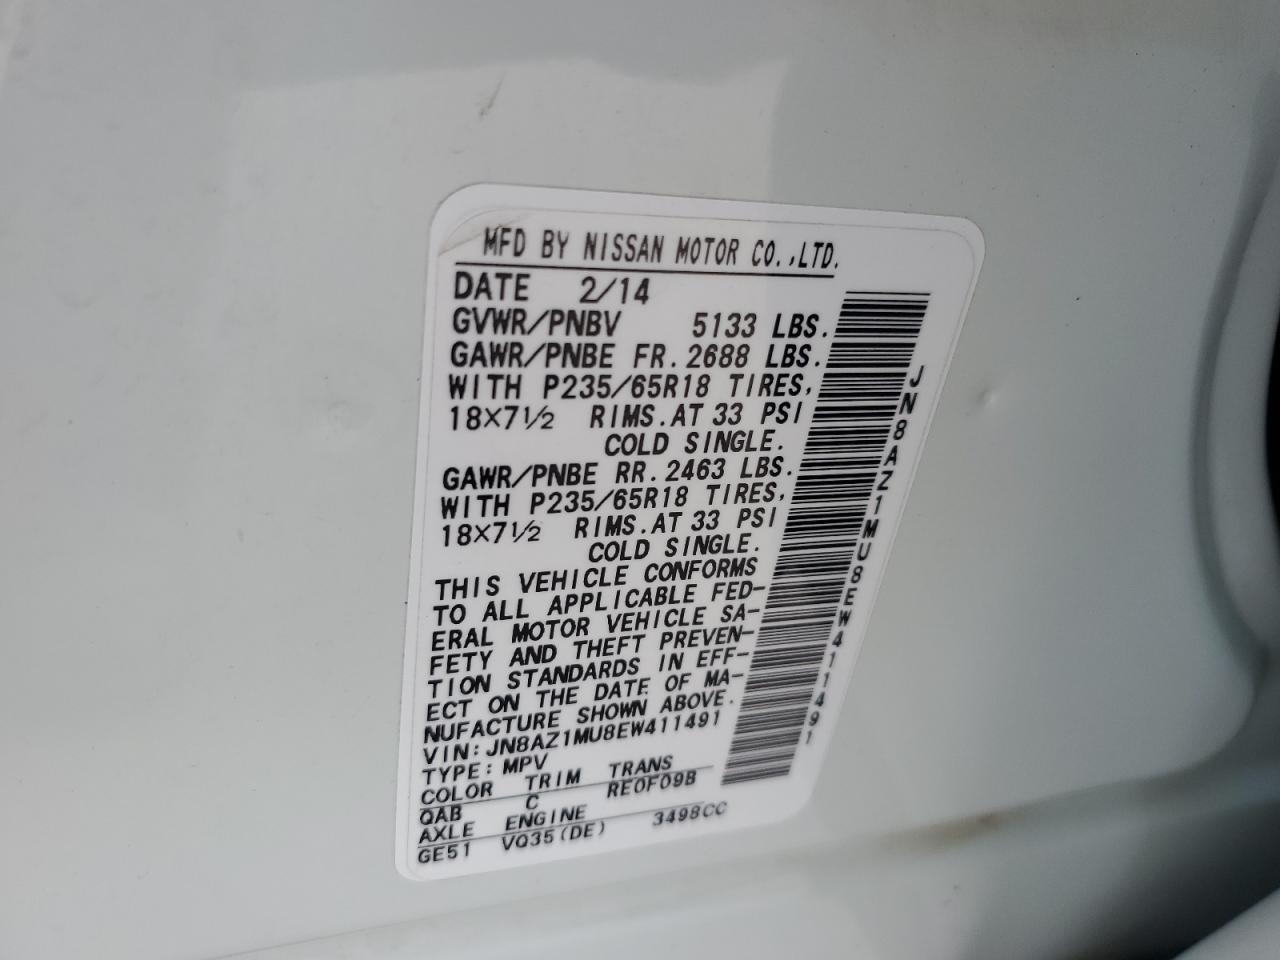 MFD BY NISSAN MOTOR CO.,LTD.
DATE 2/14
GVWR/PNBV 5133 LBS.
GAWR/PNBE FR. 2688 LBS.
WITH P235/65R18 TIRES,
18×7½ RIMS. AT 33 PSI
COLD SINGLE.
GAWR/PNBE RR. 2463 LBS.
WITH P235/65R18 TIRES,
18×7½ RIMS. AT 33 PSI
COLD SINGLE.
THIS VEHICLE CONFORMS
TO ALL APPLICABLE FED-
ERAL MOTOR VEHICLE SA-
FETY AND THEFT PREVEN-
TION STANDARDS IN EFF-
ECT ON THE DATE OF MA-
NUFACTURE SHOWN ABOVE.
VIN: JN8AZ1MU8EW411491
TYPE: MPV
COLOR TRIM TRANS
QAB C RE0F09B
AXLE ENGINE
GE51 VQ35(DE) 3498CC
JN8AZ1MU8EW411491